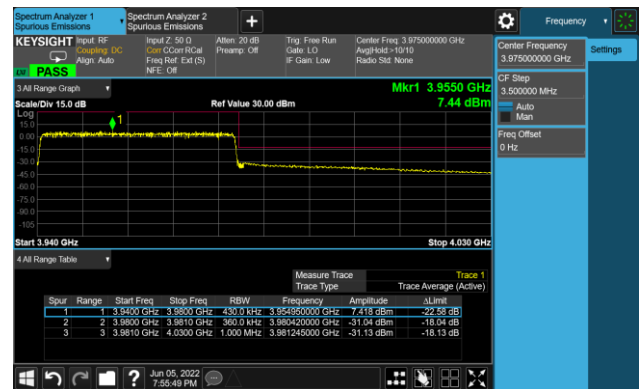 Spectrum Analyzer 1
Spurious Emissions
Spectrum Analyzer 2
Spurious Emissions
+
Frequency
KEYSIGHT
Input: RF
Coupling: DC
Align: Auto
Input Z: 50 Ω
Corr CCorr RCal
Freq Ref: Ext (S)
NFE: Off
Atten: 20 dB
Preamp: Off
Trig: Free Run
Gate: LO
IF Gain: Low
Center Freq: 3.975000000 GHz
Avg|Hold:>10/10
Radio Std: None
PASS
Center Frequency
3.975000000 GHz
Settings
CF Step
3.500000 MHz
Auto
Man
Freq Offset
0 Hz
3 All Range Graph
Mkr1 3.9550 GHz
Scale/Div 15.0 dB
Ref Value 30.00 dBm
7.44 dBm
Log
1
15.0
0.00
-15.0
-30.0
-45.0
-60.0
-75.0
-90.0
-105
Start 3.940 GHz
Stop 4.030 GHz
4 All Range Table
Measure Trace Trace 1
Trace Type Trace Average (Active)
Spur Range Start Freq Stop Freq RBW Frequency Amplitude ΔLimit
1 1 3.9400 GHz 3.9800 GHz 430.0 kHz 3.954950000 GHz 7.418 dBm -22.58 dB
2 2 3.9800 GHz 3.9810 GHz 360.0 kHz 3.980420000 GHz -31.04 dBm -18.04 dB
3 3 3.9810 GHz 4.0300 GHz 1.000 MHz 3.981245000 GHz -31.13 dBm -18.13 dB
?
Jun 05, 2022
7:55:49 PM